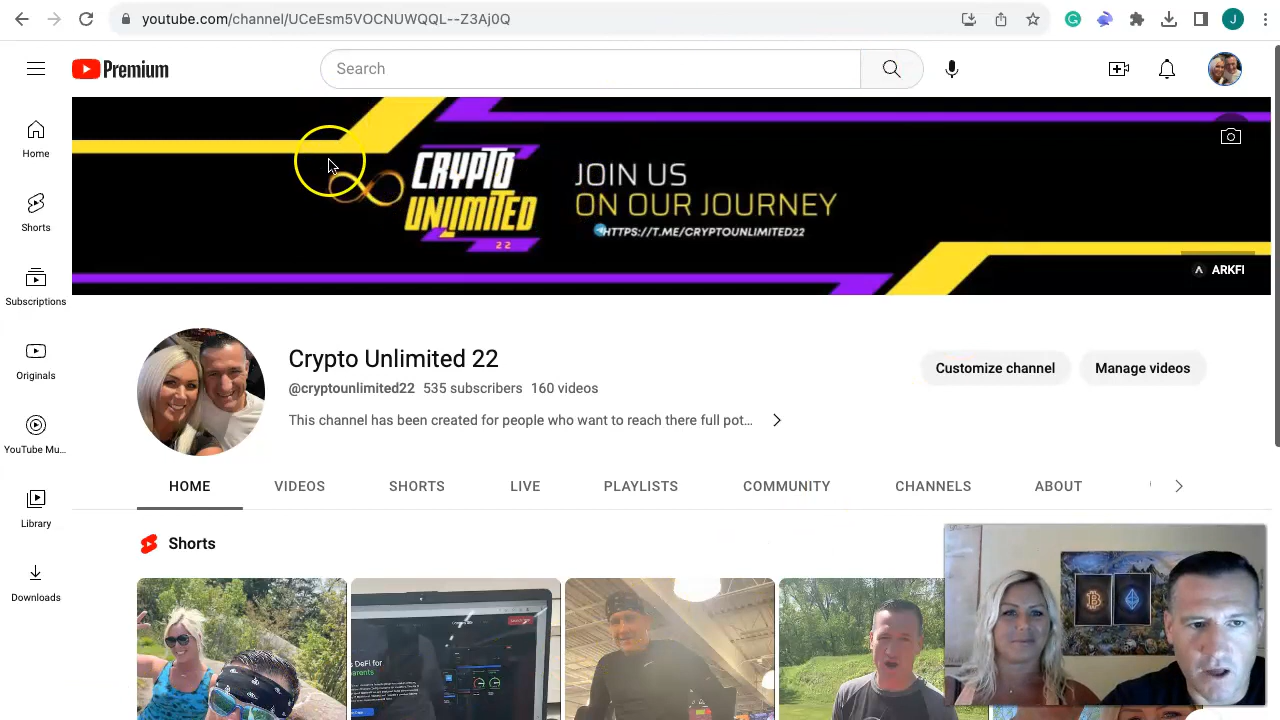 youtube.com/channel/UCeEsm5VOCNUWQQL--Z3Aj0Q
J
Premium
Search
Home
Shorts
Subscriptions
Originals
YouTube Mu...
Library
Downloads
CRYPTO
UNLIMITED
22
JOIN US
ON OUR JOURNEY
HTTPS://T.ME/CRYPTOUNLIMITED22
ARKFI
Crypto Unlimited 22
@cryptounlimited22 535 subscribers 160 videos
This channel has been created for people who want to reach there full pot...
Customize channel
Manage videos
HOME VIDEOS SHORTS LIVE PLAYLISTS COMMUNITY CHANNELS ABOUT
Shorts